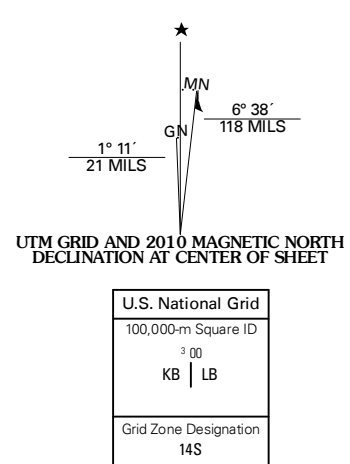 ★
MN
6° 38´
118 MILS
GN
1° 11´
21 MILS
UTM GRID AND 2010 MAGNETIC NORTH
DECLINATION AT CENTER OF SHEET
U.S. National Grid
100,000-m Square ID
3 00
KB LB
Grid Zone Designation
14S